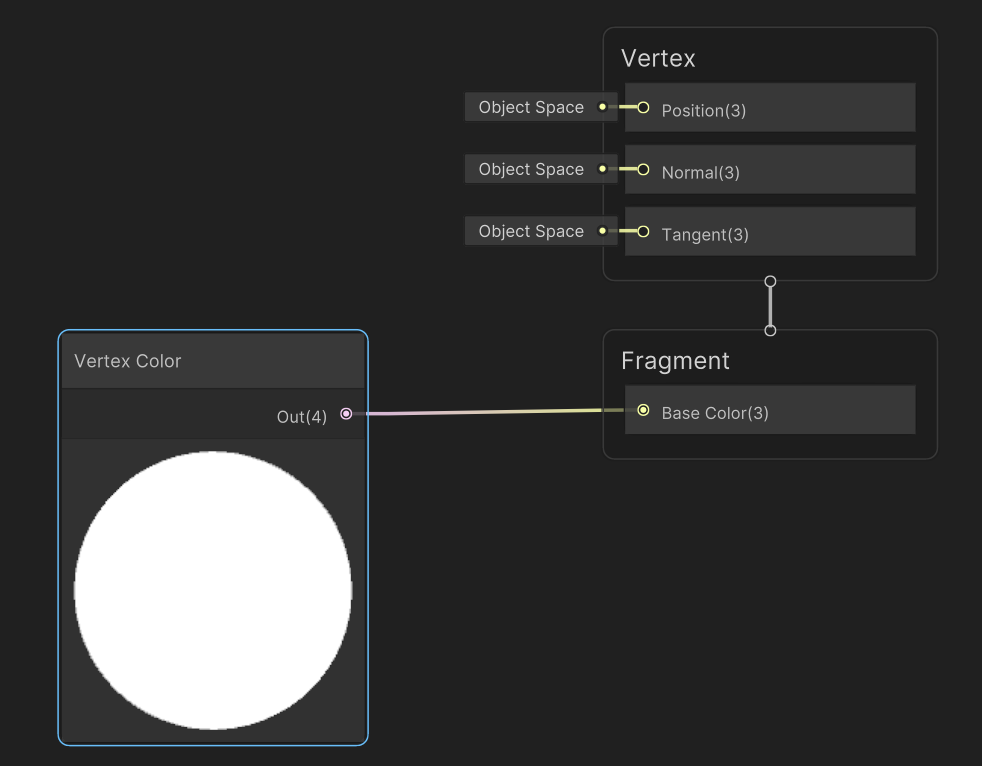 Vertex
Object Space
Position(3)
Object Space
Normal(3)
Object Space
Tangent(3)
Vertex Color
Out(4)
Fragment
Base Color(3)